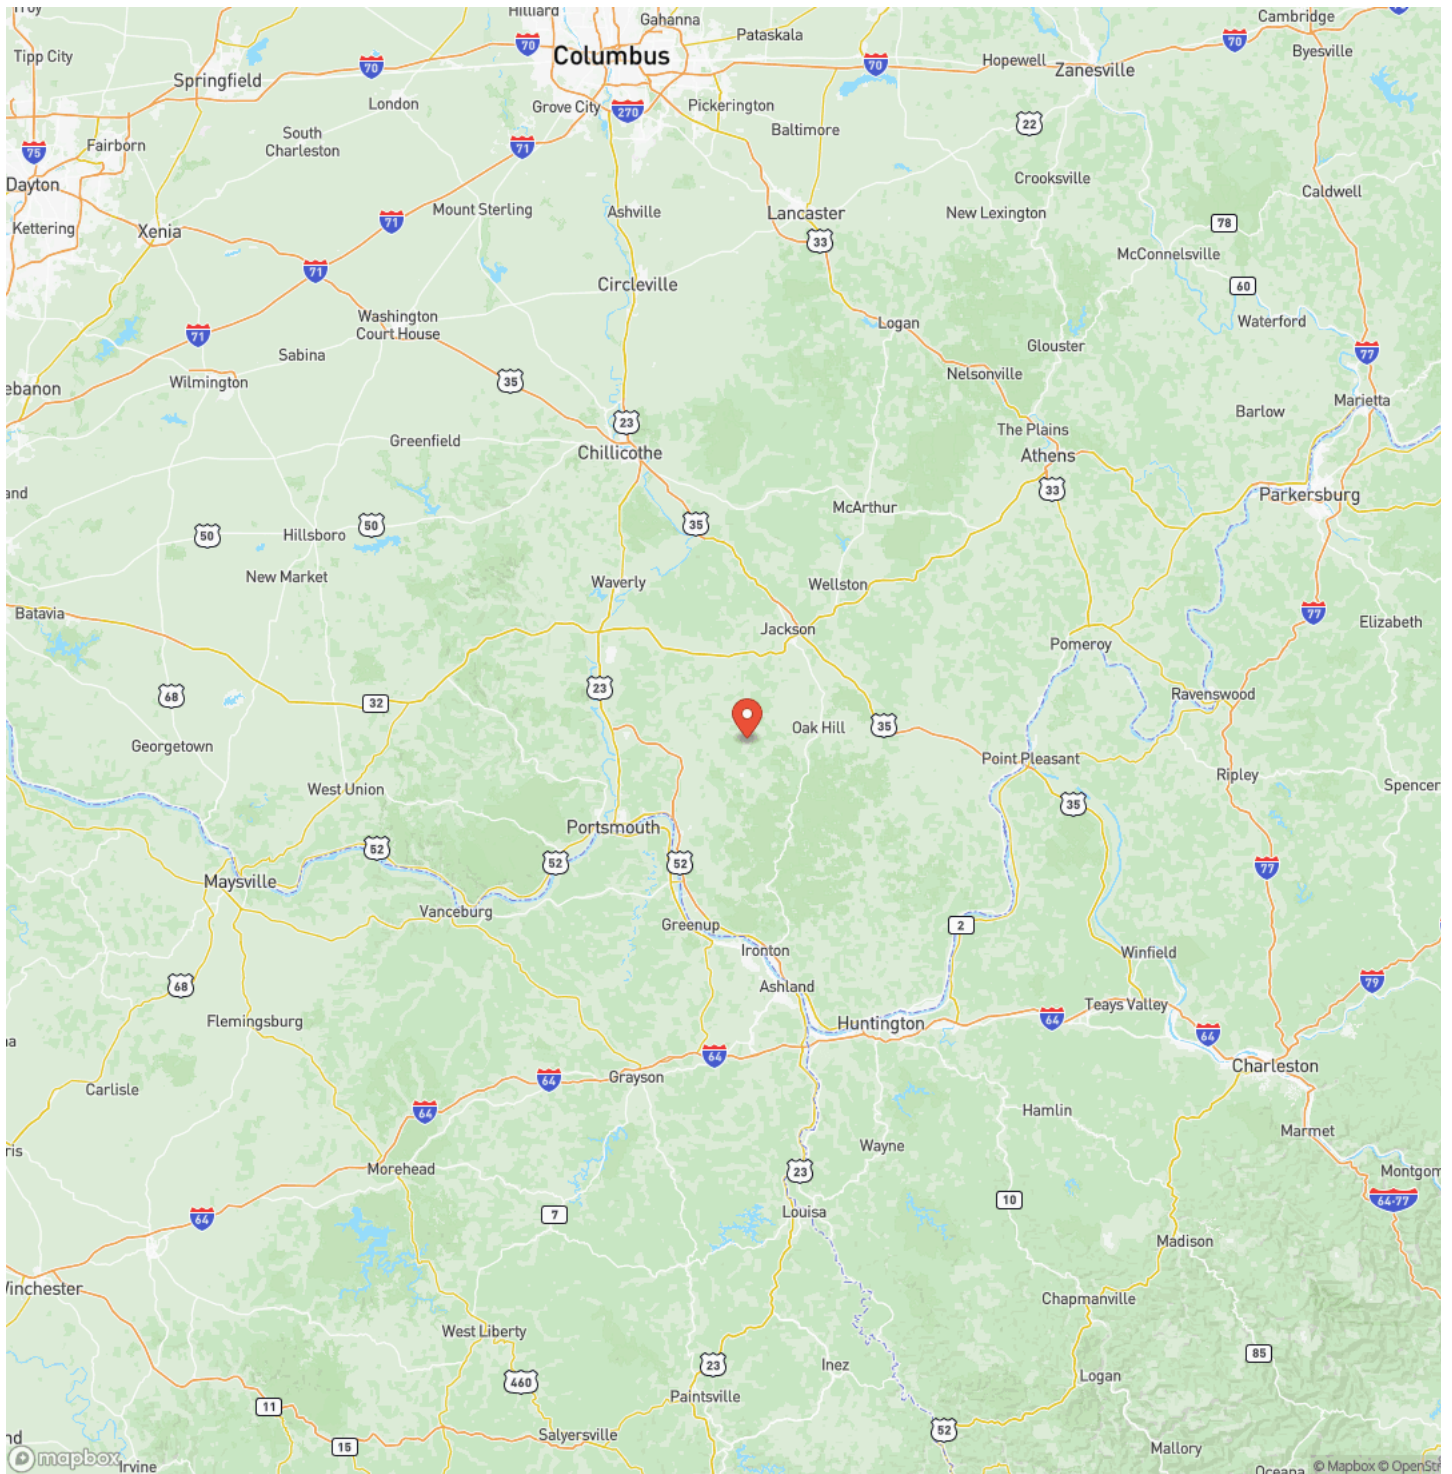 Troy
Hilliard
Gahanna
Cambridge
Tipp City
70
Columbus
Pataskala
70
Byesville
Springfield
70
70
Hopewell
Zanesville
London
Grove City
Pickerington
270
Baltimore
22
South
Charleston
71
75
Fairborn
Dayton
Crooksville
Caldwell
Kettering
Xenia
71
Mount Sterling
Ashville
Lancaster
New Lexington
78
33
McConnelsville
71
Circleville
60
Washington
Court House
Logan
Waterford
71
Sabina
Glouster
77
ebanon
Wilmington
35
Nelsonville
Marietta
23
Barlow
Greenfield
The Plains
Chillicothe
Athens
and
33
Parkersburg
McArthur
50
50
Hillsboro
35
New Market
Waverly
Wellston
Batavia
77
Elizabeth
Jackson
Pomeroy
68
32
23
Ravenswood
Georgetown
Oak Hill
35
Point Pleasant
Ripley
West Union
Spencer
35
Portsmouth
52
52
52
77
Maysville
Vanceburg
Greenup
2
Ironton
Winfield
68
Ashland
79
Teays Valley
Flemingsburg
Huntington
64
64
na
64
Charleston
Grayson
64
Carlisle
64
Hamlin
Marmet
ris
Wayne
Morehead
23
Montgom
64
7
Louisa
10
64-77
Madison
Winchester
Chapmanville
West Liberty
85
23
Inez
460
Logan
Paintsville
11
Salyersville
52
nd
15
Mallory
mapbox
Irvine
Oceana
© Mapbox © OpenStr